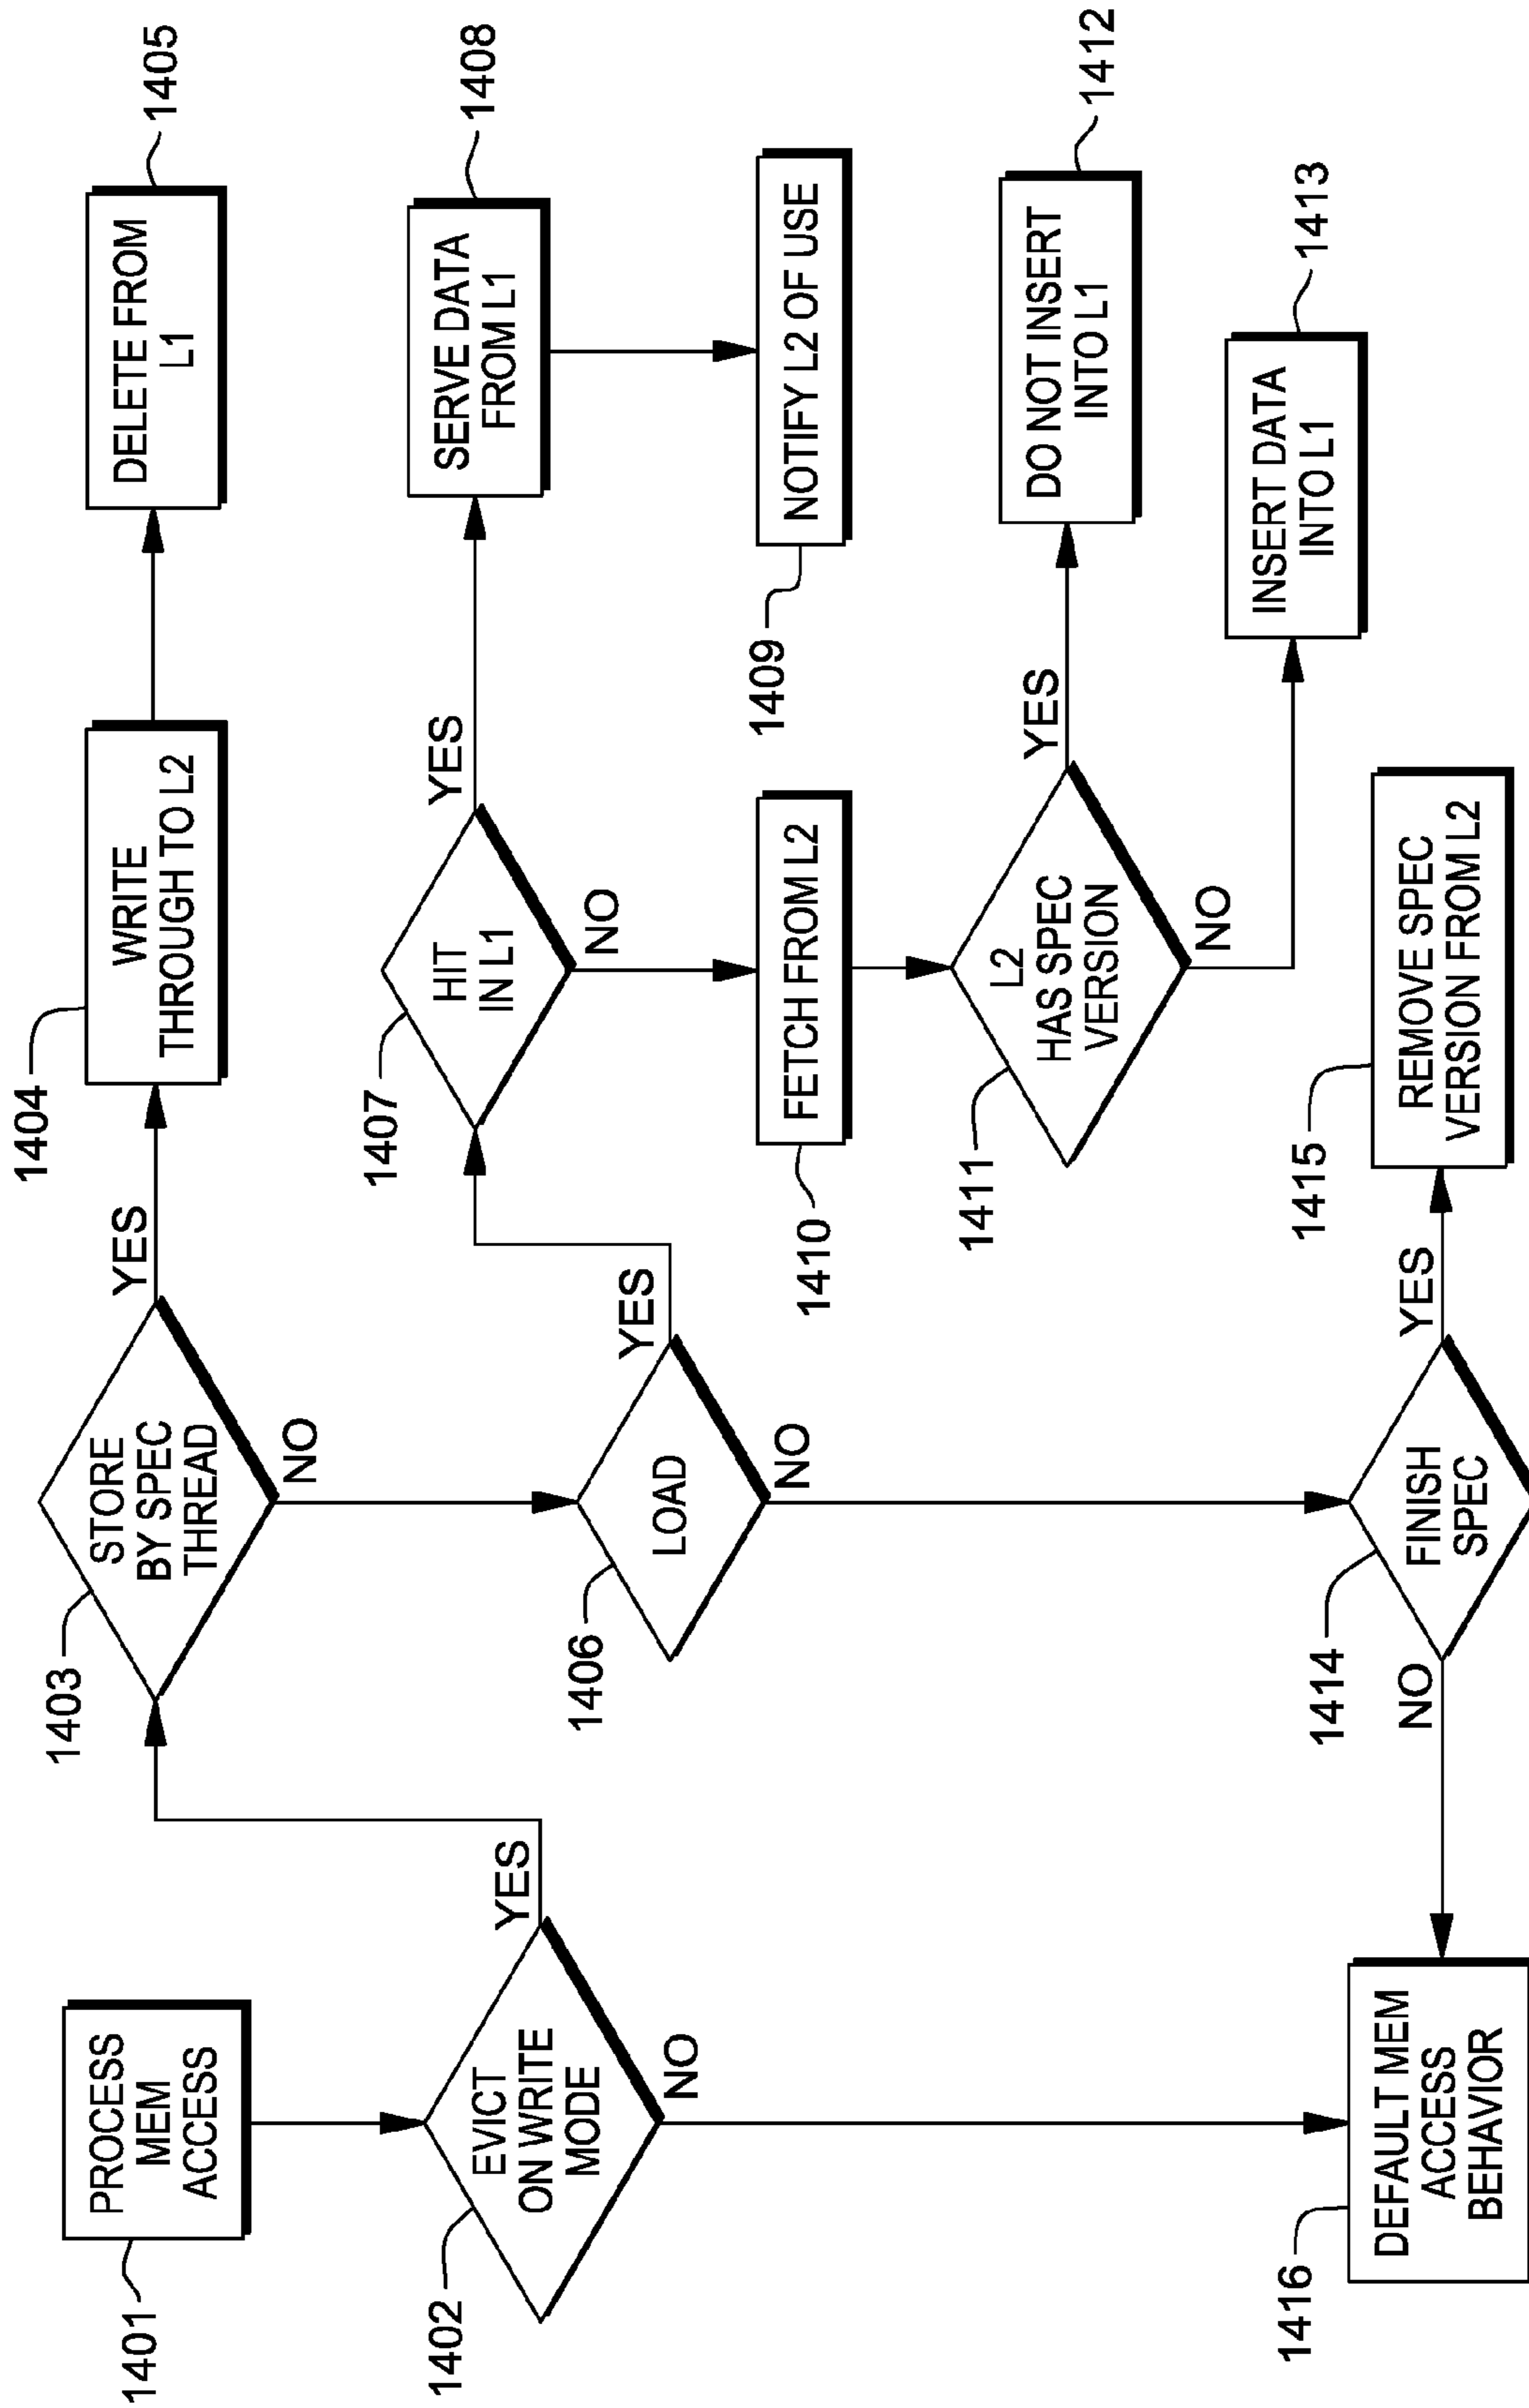 1401
PROCESS
MEM
ACCESS
1402
EVICT
ON WRITE
MODE
YES
NO
1403
STORE
BY SPEC
THREAD
YES
NO
1404
WRITE
THROUGH TO L2
1405
DELETE FROM
L1
1406
LOAD
YES
NO
1407
HIT
IN L1
YES
NO
1408
SERVE DATA
FROM L1
1409
NOTIFY L2 OF USE
1410
FETCH FROM L2
1411
L2
HAS SPEC
VERSION
YES
NO
1412
DO NOT INSERT
INTO L1
1413
INSERT DATA
INTO L1
1414
FINISH
SPEC
YES
NO
1415
REMOVE SPEC
VERSION FROM L2
1416
DEFAULT MEM
ACCESS
BEHAVIOR